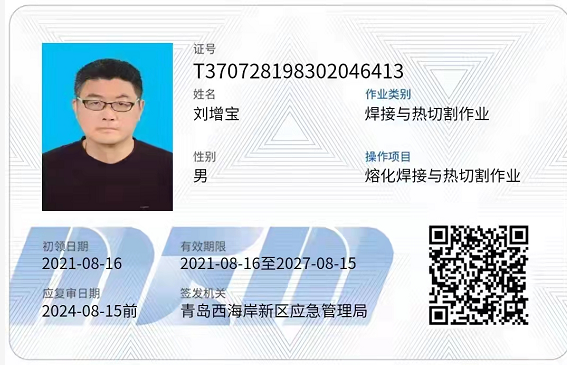 证号
T370728198302046413
姓名
刘增宝
作业类别
焊接与热切割作业
性别
男
操作项目
熔化焊接与热切割作业
初领日期
2021-08-16
有效期限
2021-08-16至2027-08-15
应复审日期
2024-08-15前
签发机关
青岛西海岸新区应急管理局